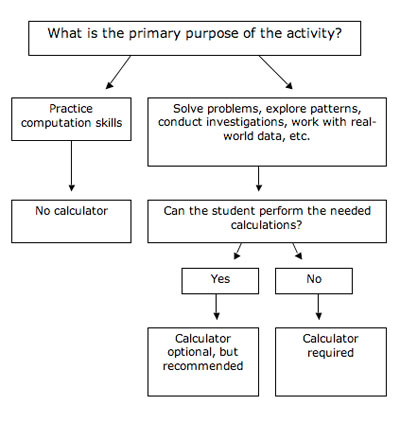 What is the primary purpose of the activity?
Practice
computation skills
Solve problems, explore patterns,
conduct investigations, work with real-
world data, etc.
No calculator
Can the student perform the needed
calculations?
Yes
No
Calculator
optional, but
recommended
Calculator
required